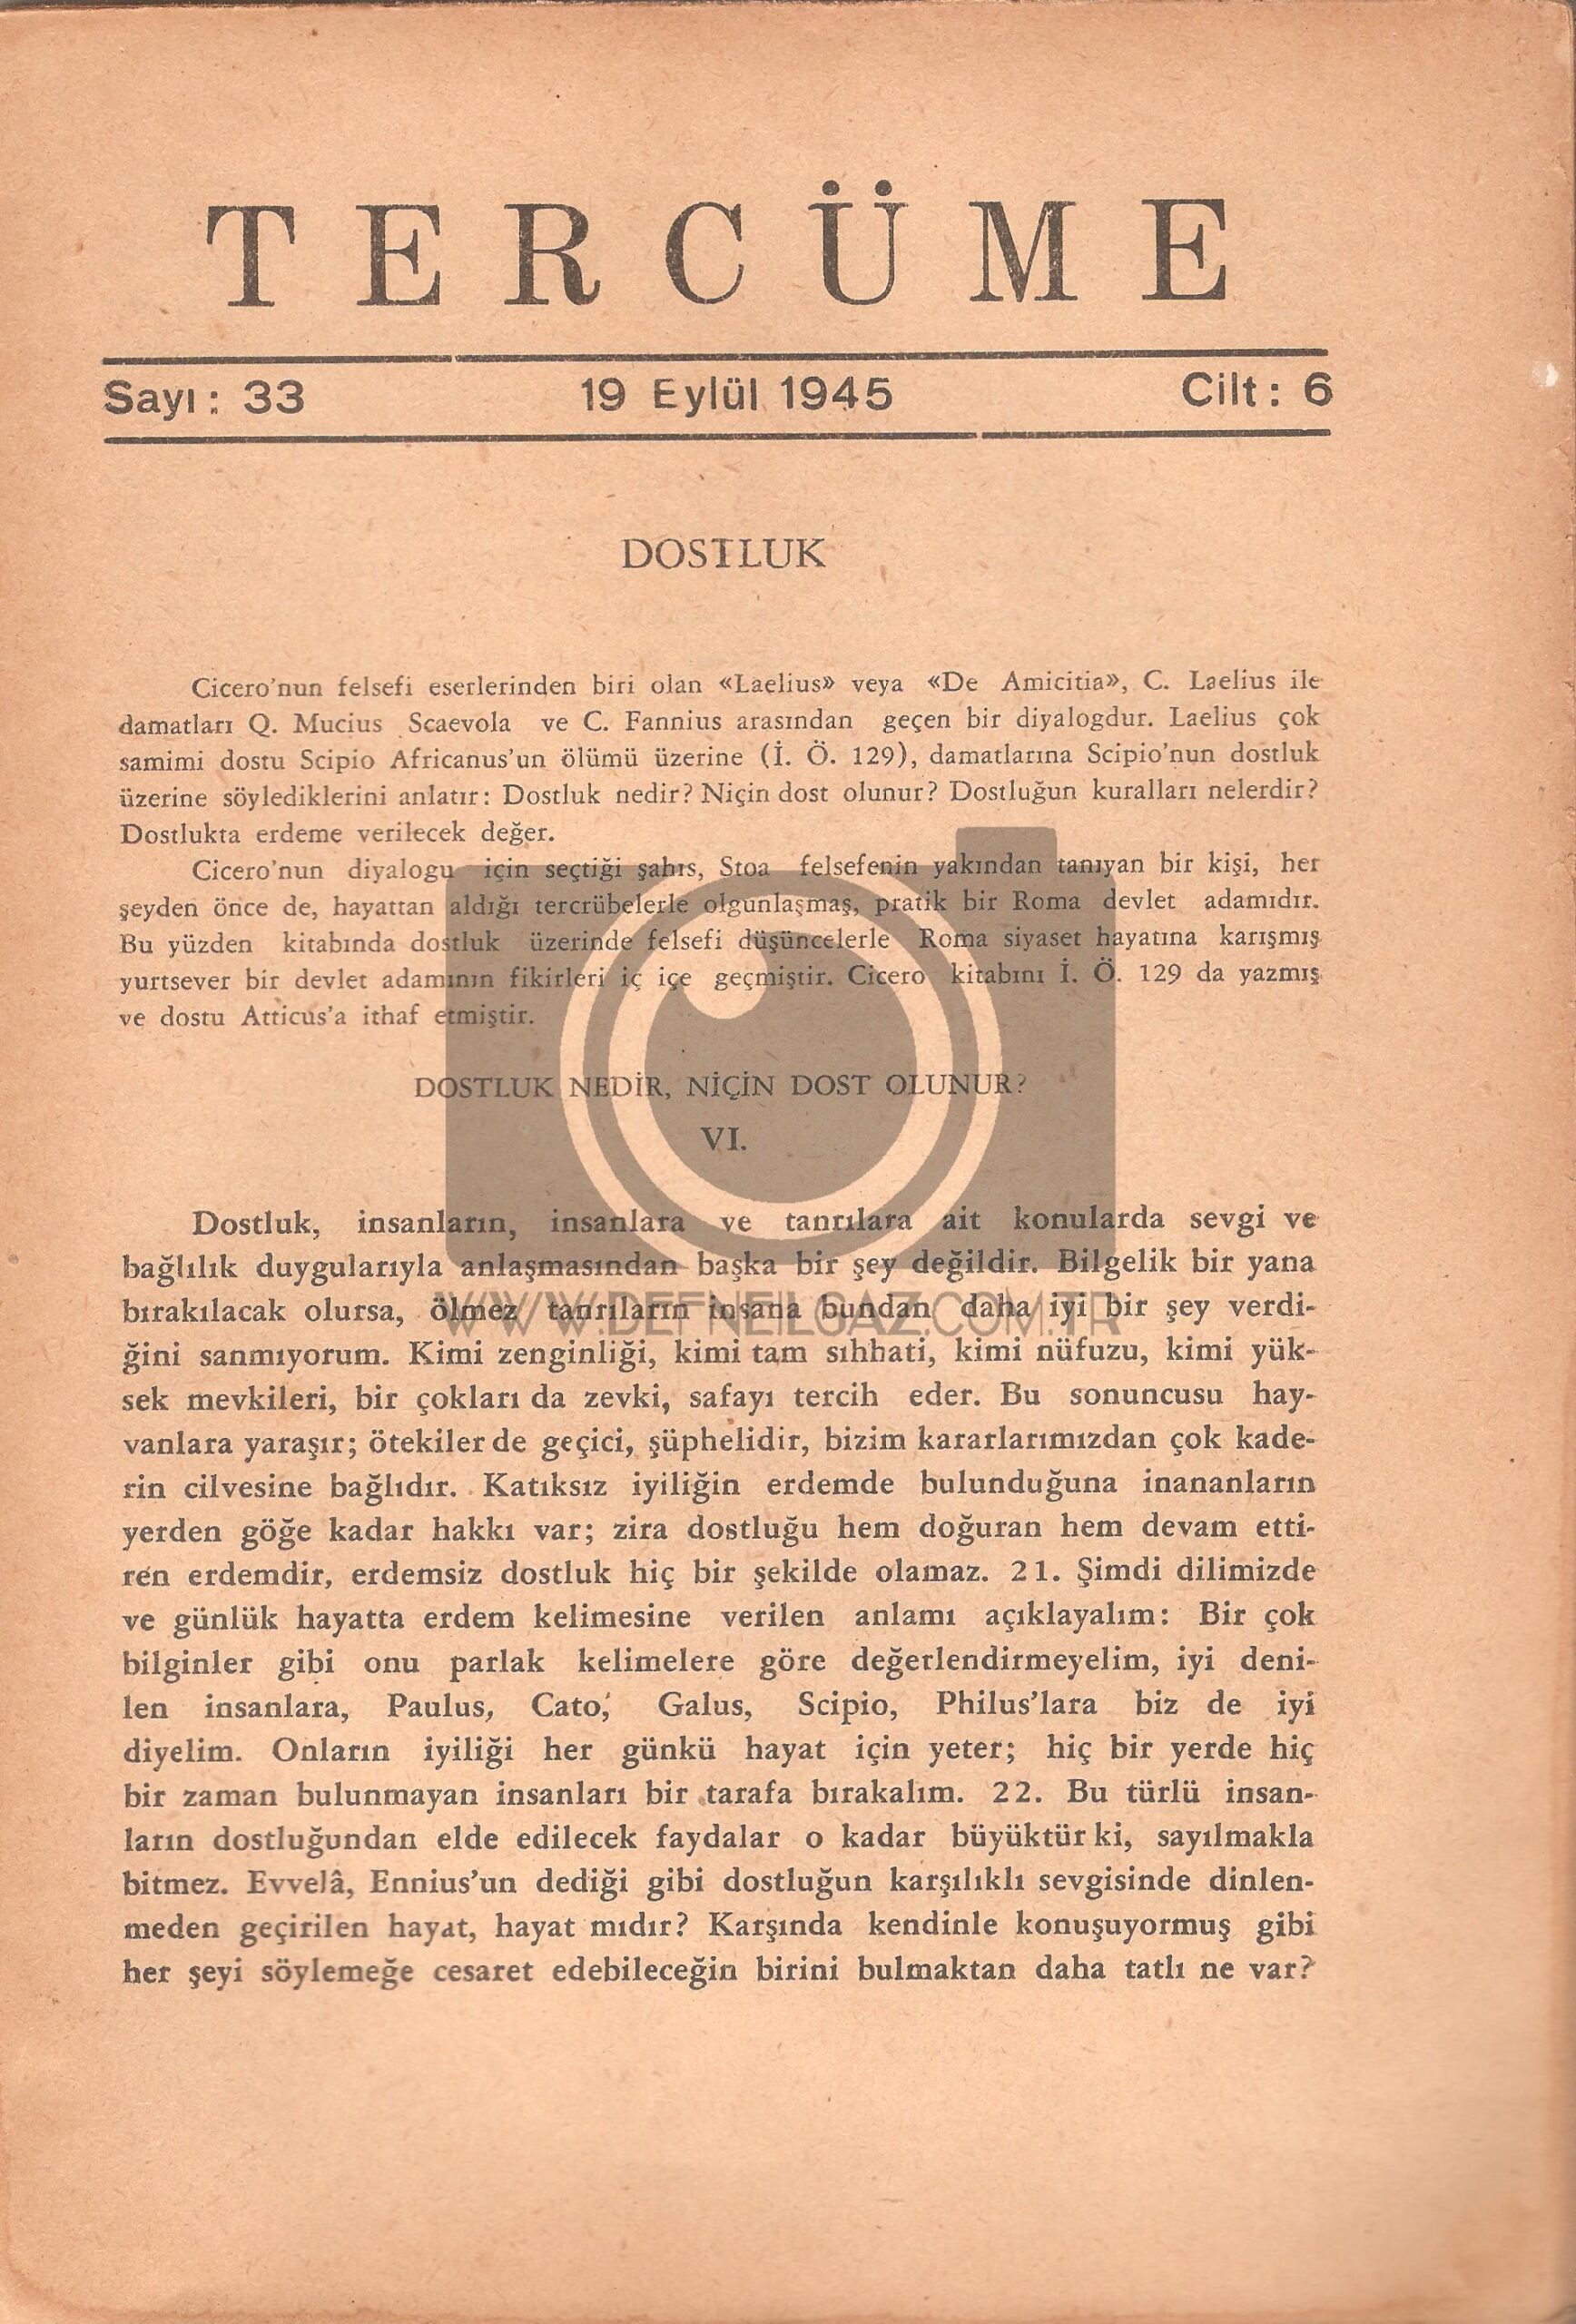 TERCÜME
Sayı: 33 19 Eylül 1945 Cilt: 6
DOSTLUK
Cicero'nun felsefi eserlerinden biri olan «Laelius» veya «De Amicitia», C. Laelius ile
damatları Q. Mucius Scaevola ve C. Fannius arasından geçen bir diyalogdur. Laelius çok
samimi dostu Scipio Africanus'un ölümü üzerine (İ. Ö. 129), damatlarına Scipio'nun dostluk
üzerine söylediklerini anlatır: Dostluk nedir? Niçin dost olunur? Dostluğun kuralları nelerdir?
Dostlukta erdeme verilecek değer.
Cicero'nun diyalogu için seçtiği şahıs, Stoa felsefenin yakından tanıyan bir kişi, her
şeyden önce de, hayattan aldığı tercrübelerle olgunlaşmaş, pratik bir Roma devlet adamıdır.
Bu yüzden kitabında dostluk üzerinde felsefi düşüncelerle Roma siyaset hayatına karışmış
yurtsever bir devlet adamının fikirleri iç içe geçmiştir. Cicero kitabını İ. Ö. 129 da yazmış
ve dostu Atticus'a ithaf etmiştir.
DOSTLUK NEDİR, NİÇİN DOST OLUNUR?
VI.
Dostluk, insanların, insanlara ve tanrılara ait konularda sevgi ve
bağlılık duygularıyla anlaşmasından başka bir şey değildir. Bilgelik bir yana
bırakılacak olursa, ölmez tanrıların insana bundan daha iyi bir şey verdi-
WWW.DEFNEILGAZ.COM.TR
ğini sanmıyorum. Kimi zenginliği, kimi tam sıhhati, kimi nüfuzu, kimi yük-
sek mevkileri, bir çokları da zevki, safayı tercih eder. Bu sonuncusu hay-
vanlara yaraşır; ötekiler de geçici, şüphelidir, bizim kararlarımızdan çok kade-
rin cilvesine bağlıdır. Katıksız iyiliğin erdemde bulunduğuna inananların
yerden göğe kadar hakkı var; zira dostluğu hem doğuran hem devam etti-
ren erdemdir, erdemsiz dostluk hiç bir şekilde olamaz. 21. Şimdi dilimizde
ve günlük hayatta erdem kelimesine verilen anlamı açıklayalım: Bir çok
bilginler gibi onu parlak kelimelere göre değerlendirmeyelim, iyi deni-
len insanlara, Paulus, Cato, Galus, Scipio, Philus'lara biz de iyi
diyelim. Onların iyiliği her günkü hayat için yeter; hiç bir yerde hiç
bir zaman bulunmayan insanları bir tarafa bırakalım. 22. Bu türlü insan-
ların dostluğundan elde edilecek faydalar o kadar büyüktür ki, sayılmakla
bitmez. Evvelâ, Ennius'un dediği gibi dostluğun karşılıklı sevgisinde dinlen-
meden geçirilen hayat, hayat mıdır? Karşında kendinle konuşuyormuş gibi
her şeyi söylemeğe cesaret edebileceğin birini bulmaktan daha tatlı ne var?